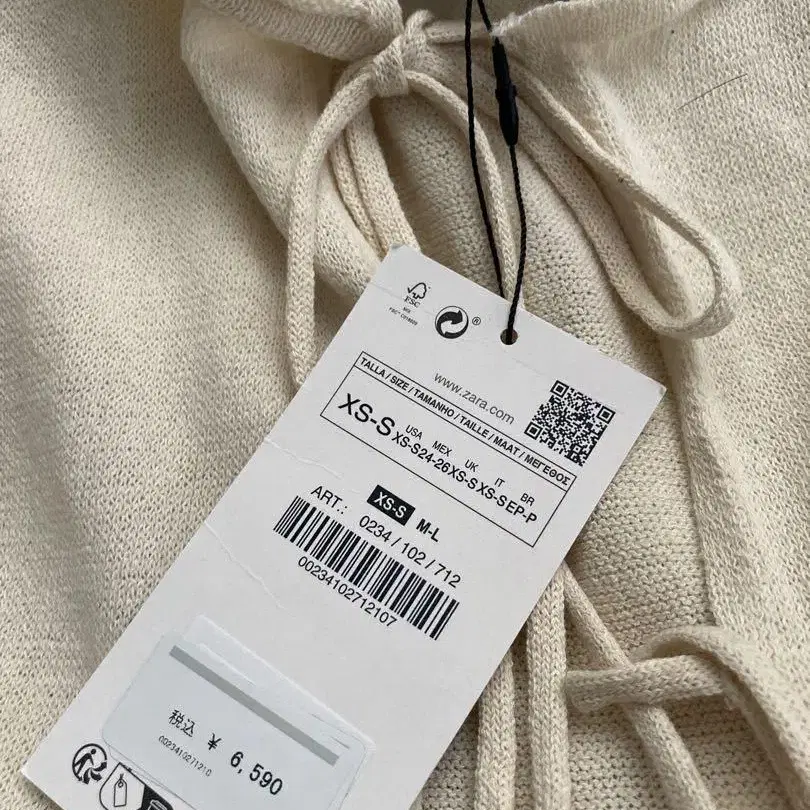 FSC
www.zara.com
TALLA / SIZE / TAMANHO / TAILLE / MAAT / ΜΕΓΕΘΟΣ
USA MEX UK IT BR
XS-S XS-S 24-26 XS-S XS-S EP-P
XS-S M-L
ART.: 0234 / 102 / 712
00234102712107
税込 ¥ 6,590